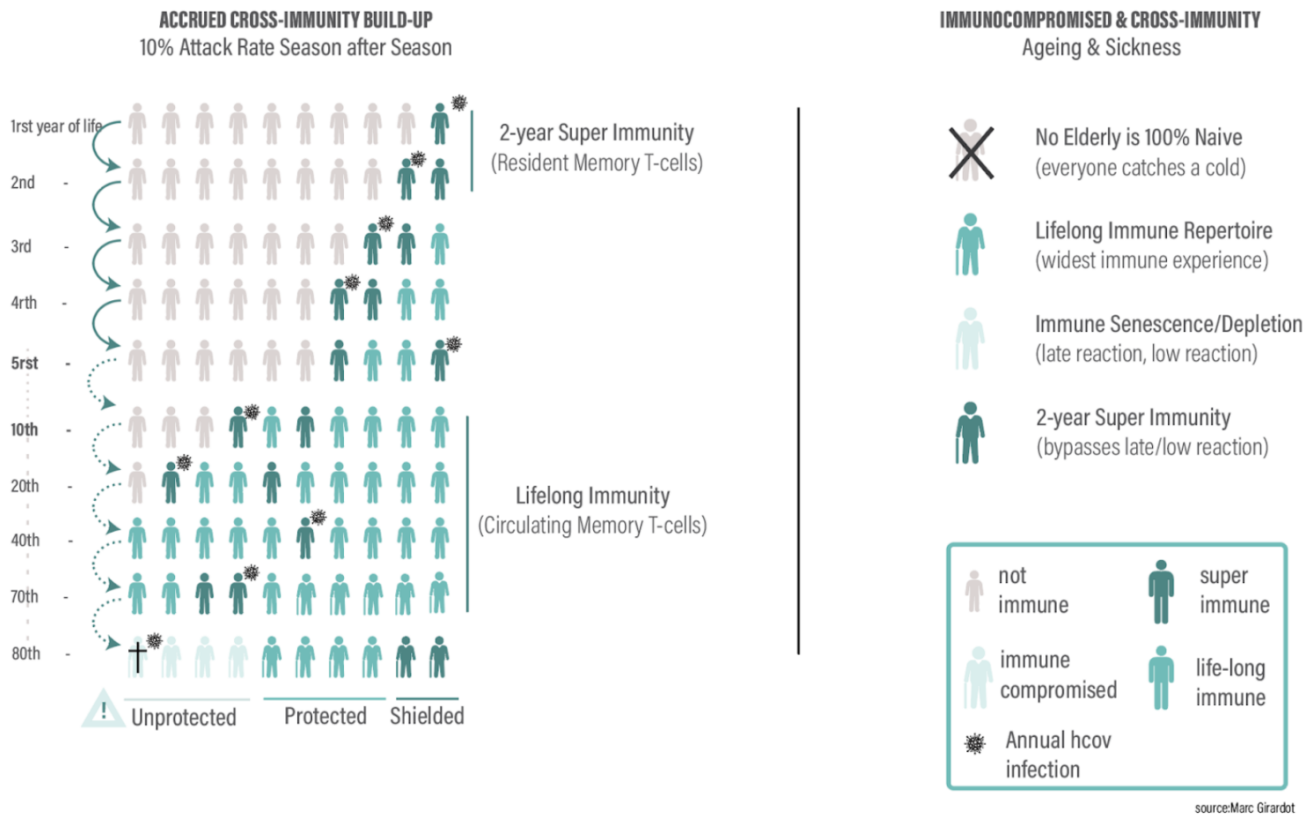 ACCRUED CROSS-IMMUNITY BUILD-UP
10% Attack Rate Season after Season
1rst year of life
2nd -
3rd -
4rth -
5rst -
10th -
20th -
40th -
70th -
80th -
2-year Super Immunity
(Resident Memory T-cells)
Lifelong Immunity
(Circulating Memory T-cells)
!
Unprotected
Protected
Shielded
IMMUNOCOMPROMISED & CROSS-IMMUNITY
Ageing & Sickness
No Elderly is 100% Naive
(everyone catches a cold)
Lifelong Immune Repertoire
(widest immune experience)
Immune Senescence/Depletion
(late reaction, low reaction)
2-year Super Immunity
(bypasses late/low reaction)
not
immune
super
immune
immune
compromised
life-long
immune
Annual hcov
infection
source:Marc Girardot